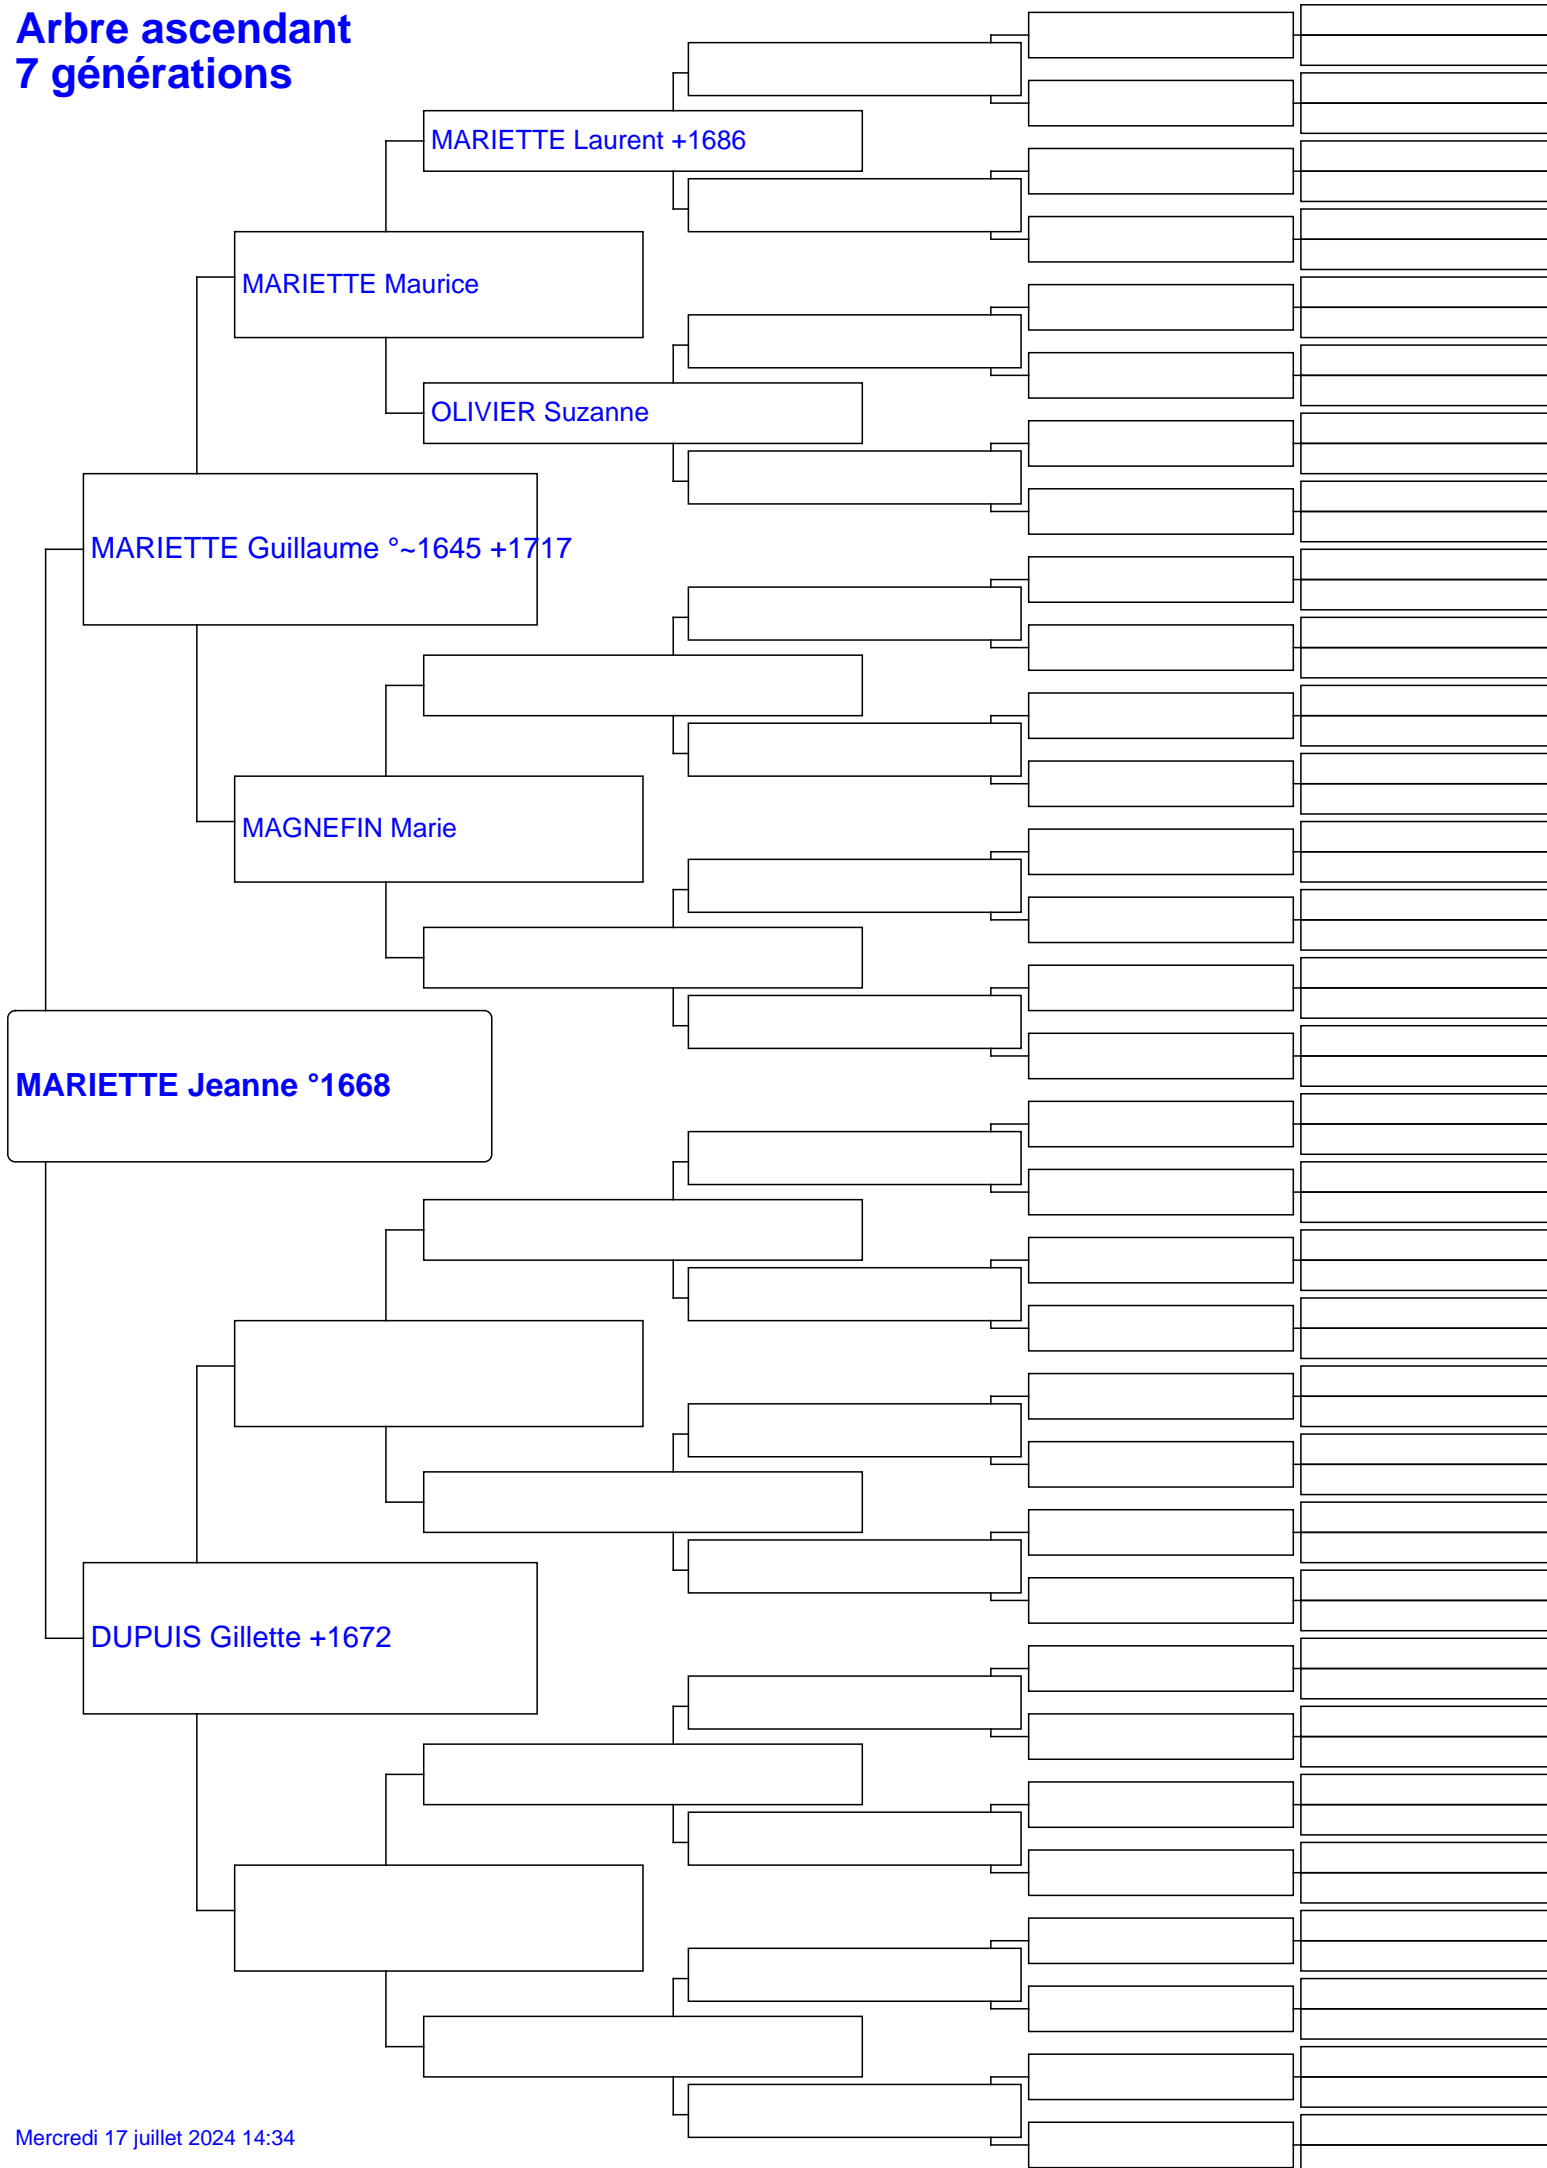 Arbre ascendant
7 générations
MARIETTE Laurent +1686
MARIETTE Maurice
OLIVIER Suzanne
MARIETTE Guillaume °~1645 +1717
MAGNEFIN Marie
MARIETTE Jeanne °1668
DUPUIS Gillette +1672
Mercredi 17 juillet 2024 14:34